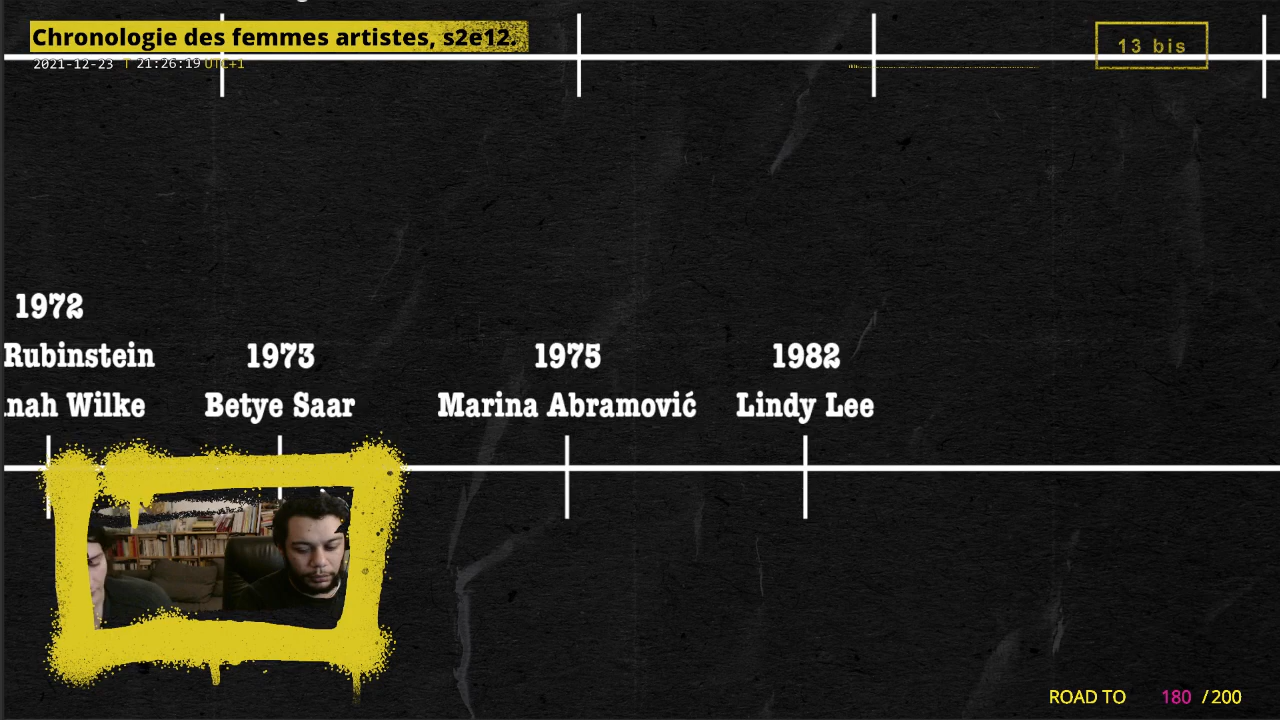 Chronologie des femmes artistes, s2e12.
2021-12-23 T 21:26:19 UTC+1
13 bis
1972
Rubinstein
nah Wilke
1973
Betye Saar
1975
Marina Abramović
1982
Lindy Lee
ROAD TO 180 / 200